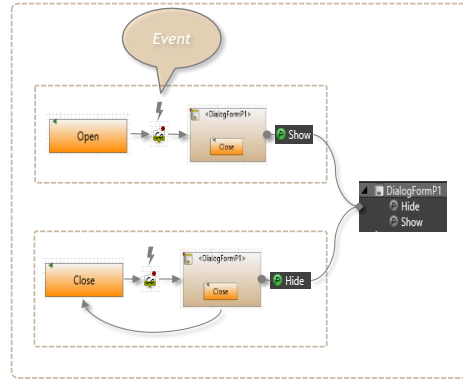 Event
<DialogFormP1>
Open
Close
Show
DialogFormP1
Hide
Show
<DialogFormP1>
Close
Close
Hide